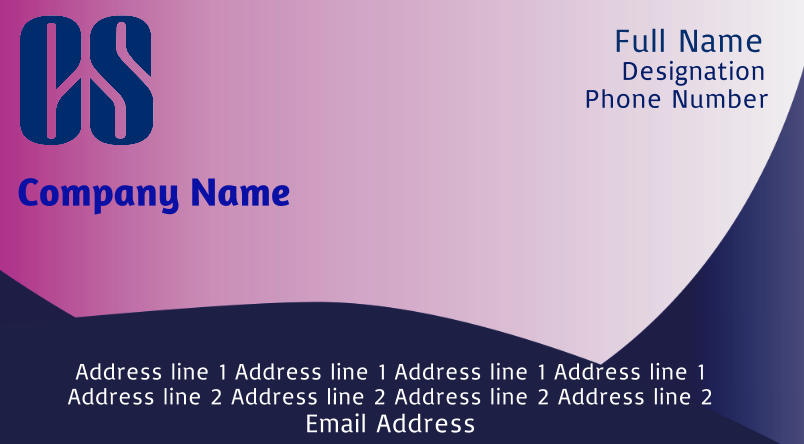 CS
Company Name
Full Name
Designation
Phone Number
Address line 1 Address line 1 Address line 1 Address line 1
Address line 2 Address line 2 Address line 2 Address line 2
Email Address